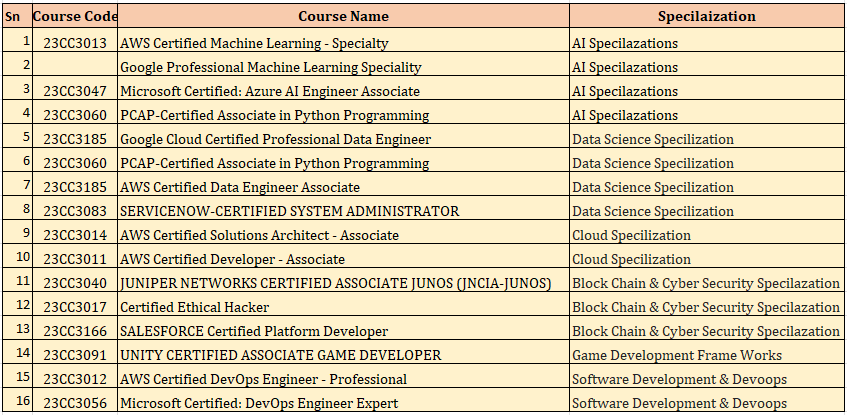 Sn Course Code Course Name Specilaization
1 23CC3013 AWS Certified Machine Learning - Specialty AI Specilazations
2 Google Professional Machine Learning Speciality AI Specilazations
3 23CC3047 Microsoft Certified: Azure AI Engineer Associate AI Specilazations
4 23CC3060 PCAP-Certified Associate in Python Programming AI Specilazations
5 23CC3185 Google Cloud Certified Professional Data Engineer Data Science Specilization
6 23CC3060 PCAP-Certified Associate in Python Programming Data Science Specilization
7 23CC3185 AWS Certified Data Engineer Associate Data Science Specilization
8 23CC3083 SERVICENOW-CERTIFIED SYSTEM ADMINISTRATOR Data Science Specilization
9 23CC3014 AWS Certified Solutions Architect - Associate Cloud Specilization
10 23CC3011 AWS Certified Developer - Associate Cloud Specilization
11 23CC3040 JUNIPER NETWORKS CERTIFIED ASSOCIATE JUNOS (JNCIA-JUNOS) Block Chain & Cyber Security Specilazation
12 23CC3017 Certified Ethical Hacker Block Chain & Cyber Security Specilazation
13 23CC3166 SALESFORCE Certified Platform Developer Block Chain & Cyber Security Specilazation
14 23CC3091 UNITY CERTIFIED ASSOCIATE GAME DEVELOPER Game Development Frame Works
15 23CC3012 AWS Certified DevOps Engineer - Professional Software Development & Devoops
16 23CC3056 Microsoft Certified: DevOps Engineer Expert Software Development & Devoops